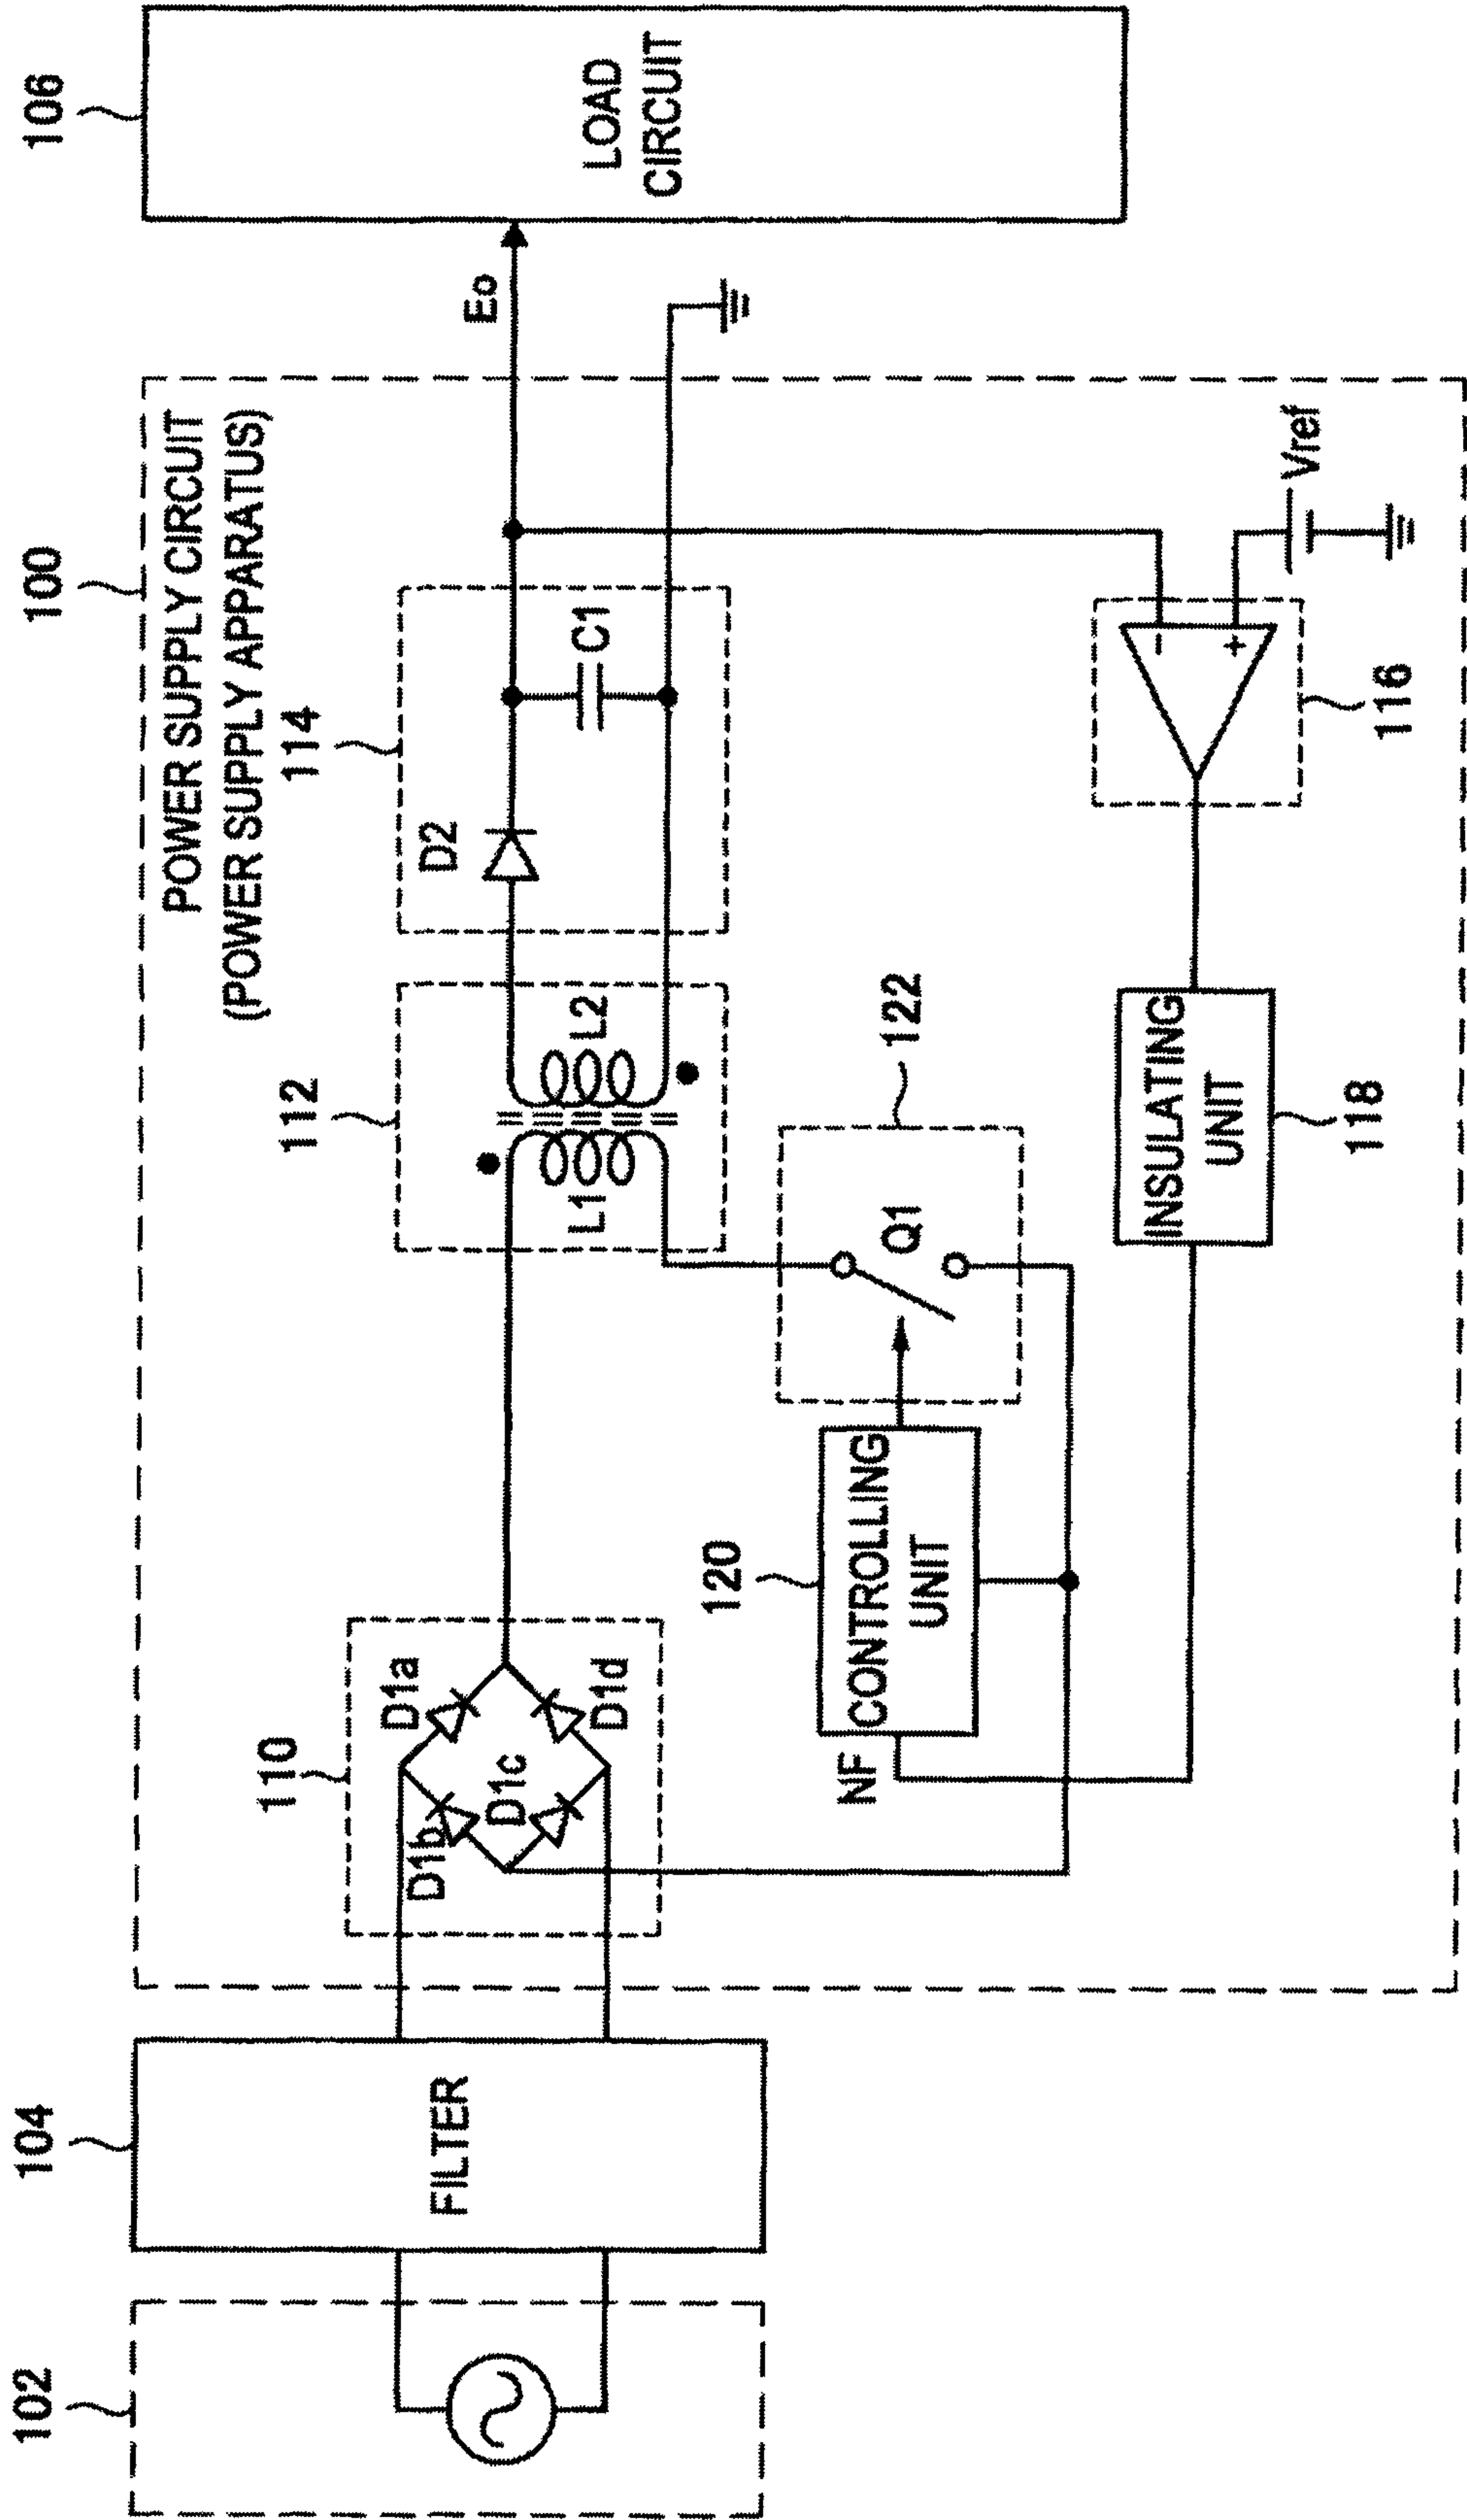 100
106
POWER SUPPLY CIRCUIT
(POWER SUPPLY APPARATUS)
102
104
110
112
114
FILTER
D1a
D1b
D1c
D1d
L1
L2
D2
C1
Eo
LOAD
CIRCUIT
120
CONTROLLING
UNIT
NF
Q1
122
INSULATING
UNIT
118
-
+
116
Vref